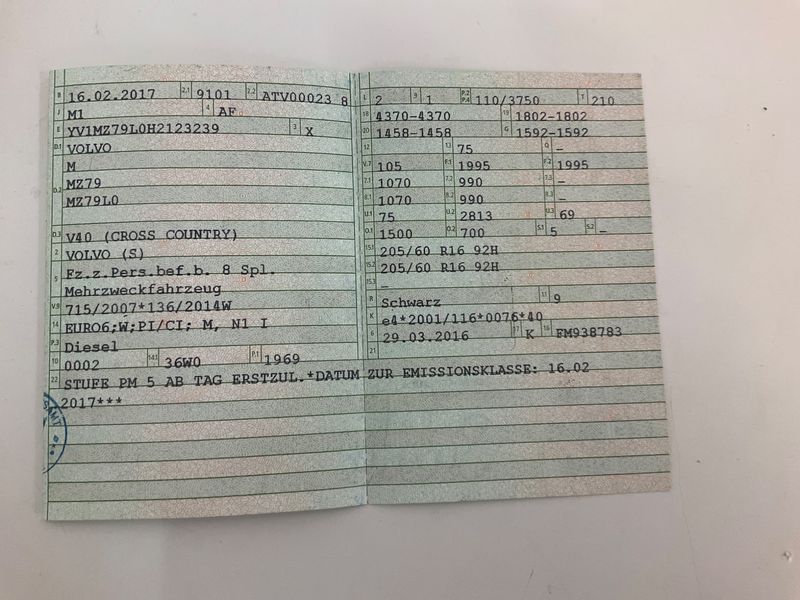 B 16.02.2017 2.1 9101 2.2 ATV00023 8
J M1 4 AF
E YV1MZ79L0H2123239 3 X
D.1 VOLVO
M
D.2 MZ79
MZ79L0
D.3 V40 (CROSS COUNTRY)
2 VOLVO (S)
5 Fz.z.Pers.bef.b. 8 Spl.
Mehrzweckfahrzeug
V.9 715/2007*136/2014W
14 EURO6;W;PI/CI; M, N1 I
P.3 Diesel
10 0002 14.1 36W0 P.1 1969
L 2 9 1 P.2 P.4 110/3750 T 210
18 4370-4370 19 1802-1802
20 1458-1458 G 1592-1592
12 13 75 Q –
V.7 105 F.1 1995 F.2 1995
7.1 1070 7.2 990 7.3 –
8.1 1070 8.2 990 8.3 –
U.1 75 U.2 2813 U.3 69
O.1 1500 O.2 700 S.1 5 S.2 –
15.1 205/60 R16 92H
15.2 205/60 R16 92H
15.3 –
R Schwarz 11 9
K e4*2001/116*0076*40
6 29.03.2016 17 K 16 FM938783
21
22 STUFE PM 5 AB TAG ERSTZUL.*DATUM ZUR EMISSIONSKLASSE: 16.02
2017***